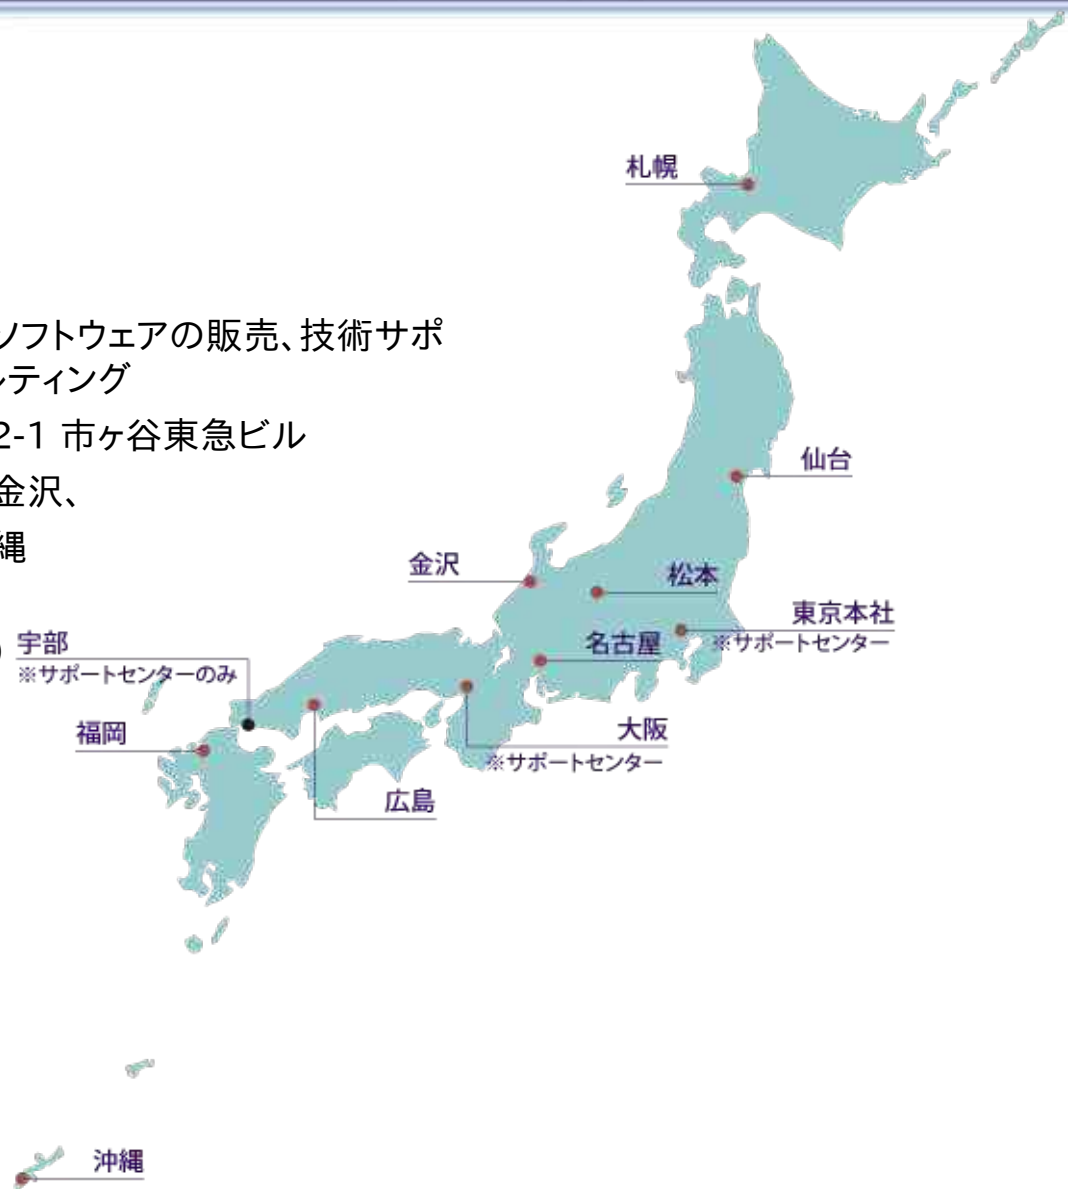 札幌
ソフトウェアの販売、技術サポ
ルティング
2-1 市ヶ谷東急ビル
仙台
金沢、
縄
金沢
松本
東京本社
※サポートセンター
名古屋
)
宇部
※サポートセンターのみ
福岡
大阪
※サポートセンター
広島
沖縄